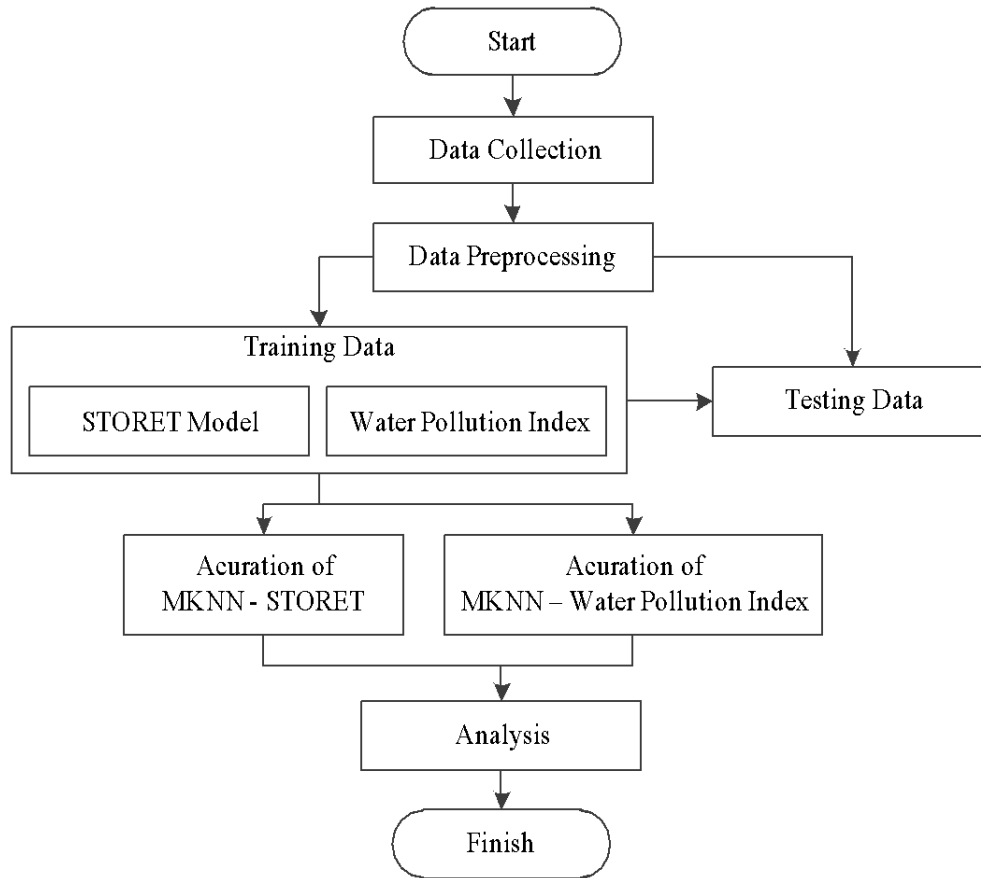 Start
Data Collection
Data Preprocessing
Training Data
STORET Model
Water Pollution Index
Testing Data
Acuration of
MKNN - STORET
Acuration of
MKNN – Water Pollution Index
Analysis
Finish